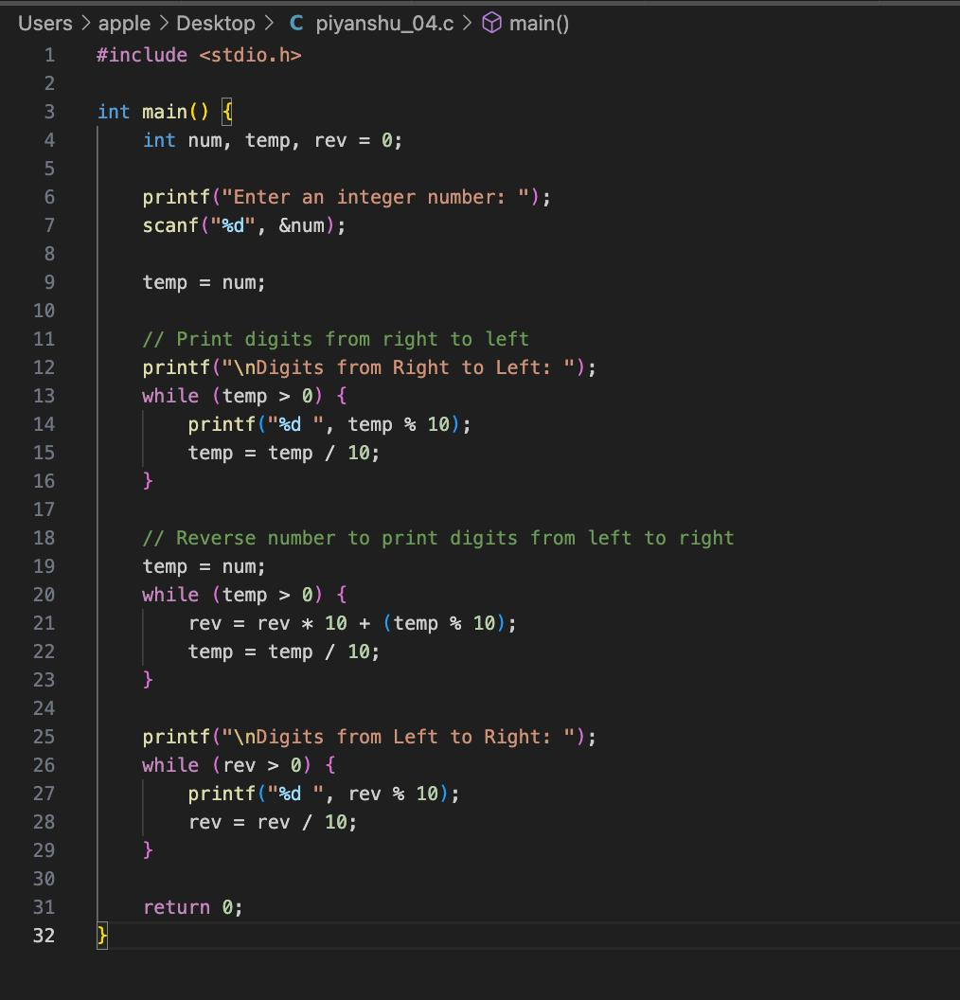 Users > apple > Desktop > C piyanshu_04.c > main()
1 #include <stdio.h>
2
3 int main() {
4     int num, temp, rev = 0;
5
6     printf("Enter an integer number: ");
7     scanf("%d", &num);
8
9     temp = num;
10
11     // Print digits from right to left
12     printf("\nDigits from Right to Left: ");
13     while (temp > 0) {
14         printf("%d ", temp % 10);
15         temp = temp / 10;
16     }
17
18     // Reverse number to print digits from left to right
19     temp = num;
20     while (temp > 0) {
21         rev = rev * 10 + (temp % 10);
22         temp = temp / 10;
23     }
24
25     printf("\nDigits from Left to Right: ");
26     while (rev > 0) {
27         printf("%d ", rev % 10);
28         rev = rev / 10;
29     }
30
31     return 0;
32 }